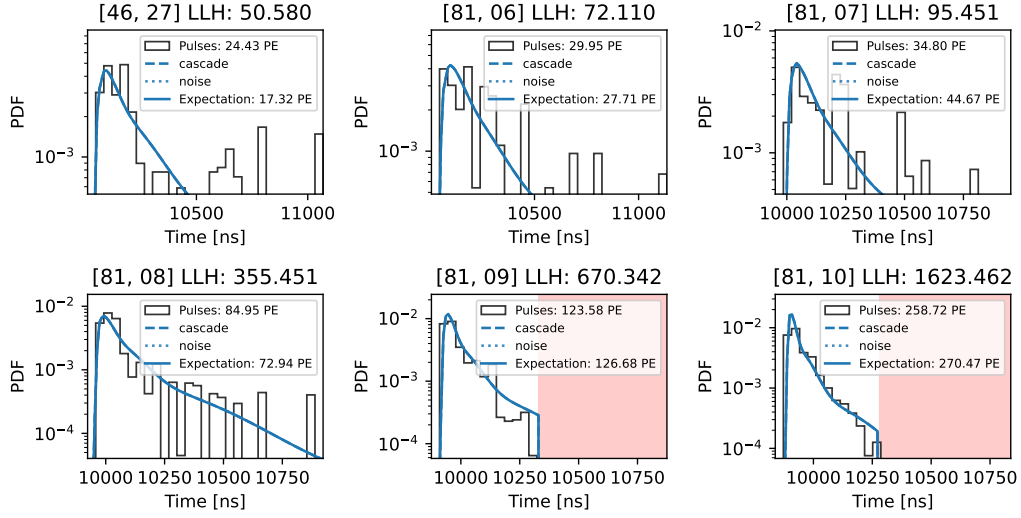 [46, 27] LLH: 50.580
[81, 06] LLH: 72.110
[81, 07] LLH: 95.451
PDF
10⁻³
Pulses: 24.43 PE
cascade
noise
Expectation: 17.32 PE
10500
11000
Time [ns]
PDF
10⁻³
Pulses: 29.95 PE
cascade
noise
Expectation: 27.71 PE
10500
11000
Time [ns]
PDF
10⁻²
10⁻³
Pulses: 34.80 PE
cascade
noise
Expectation: 44.67 PE
10000
10250
10500
10750
Time [ns]
[81, 08] LLH: 355.451
[81, 09] LLH: 670.342
[81, 10] LLH: 1623.462
PDF
10⁻²
10⁻³
10⁻⁴
Pulses: 84.95 PE
cascade
noise
Expectation: 72.94 PE
10000
10250
10500
10750
Time [ns]
PDF
10⁻²
10⁻³
10⁻⁴
Pulses: 123.58 PE
cascade
noise
Expectation: 126.68 PE
10000
10250
10500
10750
Time [ns]
PDF
10⁻²
10⁻³
10⁻⁴
Pulses: 258.72 PE
cascade
noise
Expectation: 270.47 PE
10000
10250
10500
10750
Time [ns]